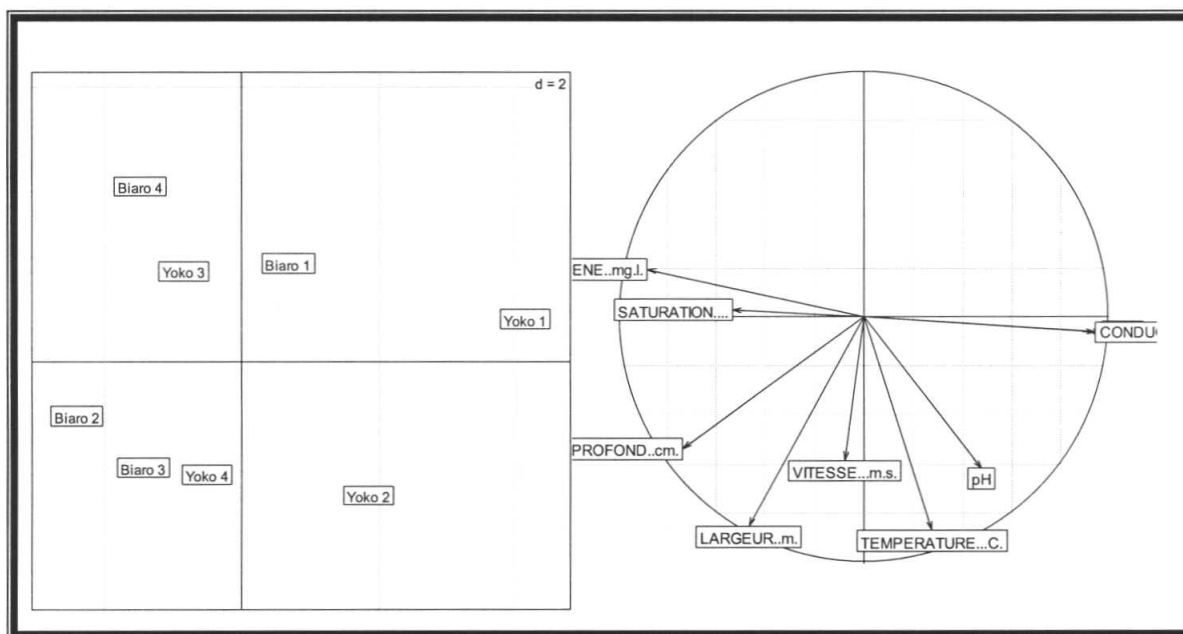 d = 2
Biaro 4
Yoko 3
Biaro 1
Yoko 1
Biaro 2
Biaro 3
Yoko 4
Yoko 2
ENE..mg.l.
SATURATION....
CONDU
PROFOND..cm.
VITESSE...m.s.
pH
LARGEUR..m.
TEMPERATURE...C.